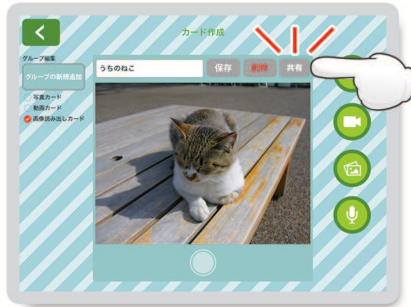 カード作成
グループ編集
グループの新規追加
写真カード
動画カード
画像読み出しカード
うちのねこ
保存
削除
共有